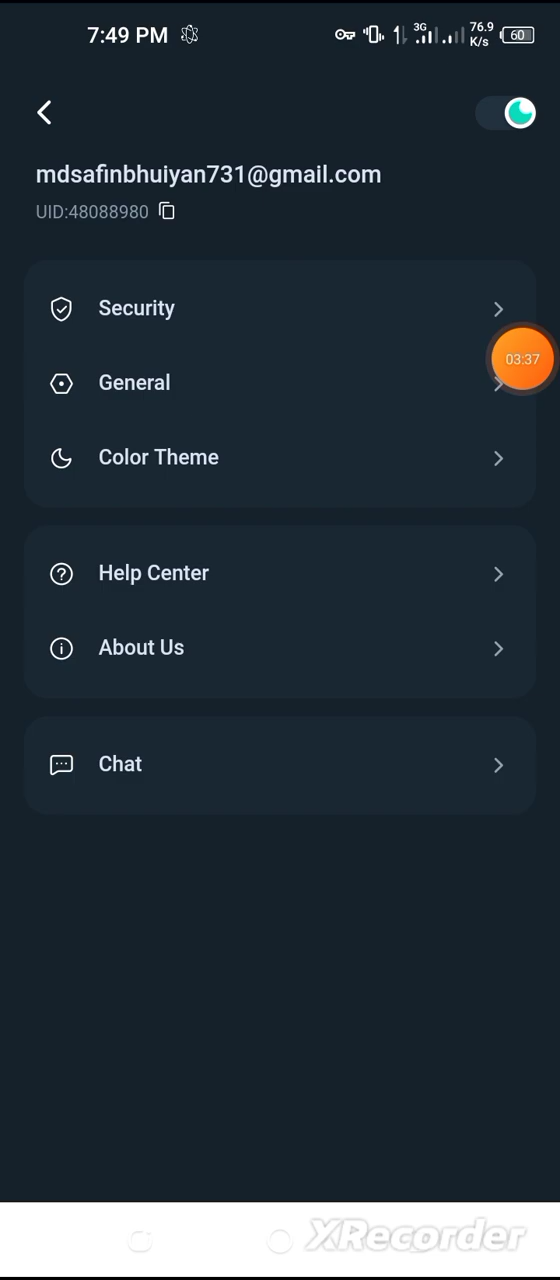 7:49 PM 3G 76.9 K/s 60
mdsafinbhuiyan731@gmail.com
UID:48088980
Security
03:37
General
Color Theme
Help Center
About Us
Chat
XRecorder